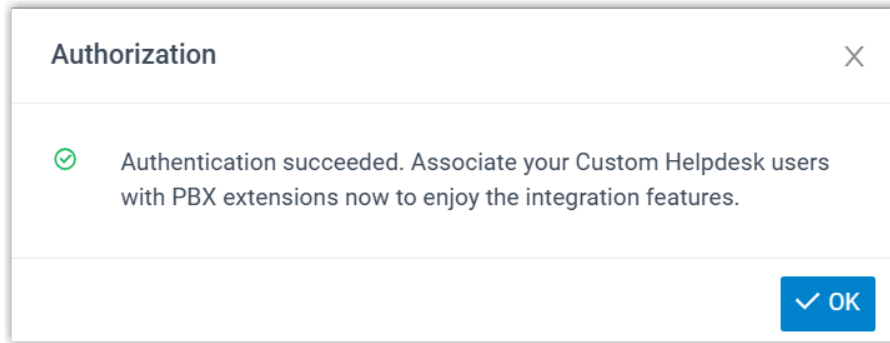 Authorization
Authentication succeeded. Associate your Custom Helpdesk users
with PBX extensions now to enjoy the integration features.
OK